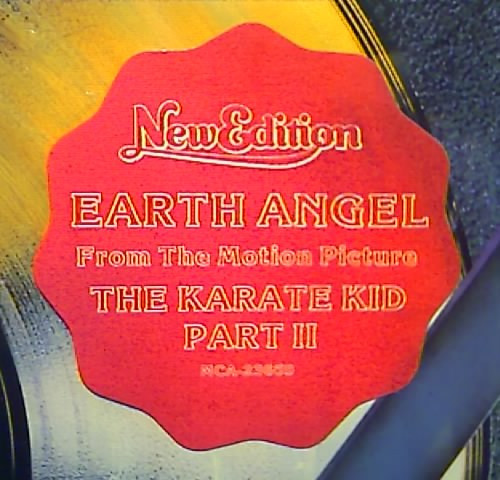 New Edition
EARTH ANGEL
From The Motion Picture
THE KARATE KID
PART II